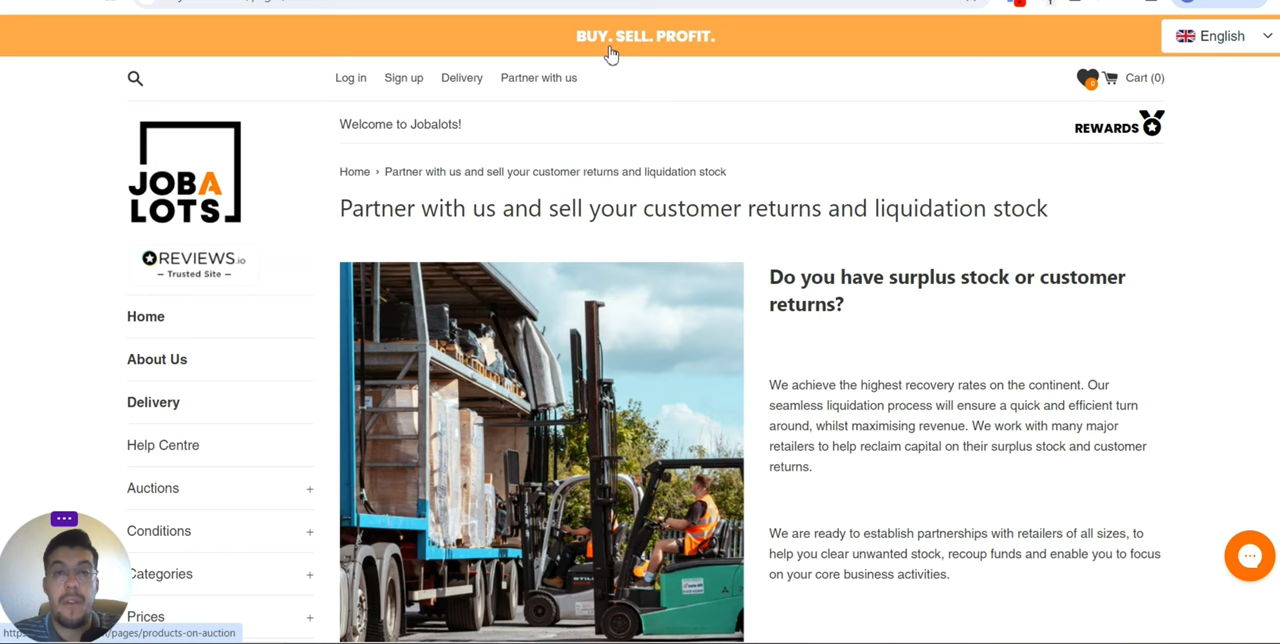 BUY. SELL. PROFIT.
English
Log in
Sign up
Delivery
Partner with us
0
Cart (0)
Welcome to Jobalots!
REWARDS
JOBA
LOTS
Home › Partner with us and sell your customer returns and liquidation stock
Partner with us and sell your customer returns and liquidation stock
REVIEWS.io
– Trusted Site –
Home
About Us
Delivery
Help Centre
Auctions +
Conditions +
Categories +
Prices +
Do you have surplus stock or customer
returns?
We achieve the highest recovery rates on the continent. Our
seamless liquidation process will ensure a quick and efficient turn
around, whilst maximising revenue. We work with many major
retailers to help reclaim capital on their surplus stock and customer
returns.
We are ready to establish partnerships with retailers of all sizes, to
help you clear unwanted stock, recoup funds and enable you to focus
on your core business activities.
STILL
/pages/products-on-auction